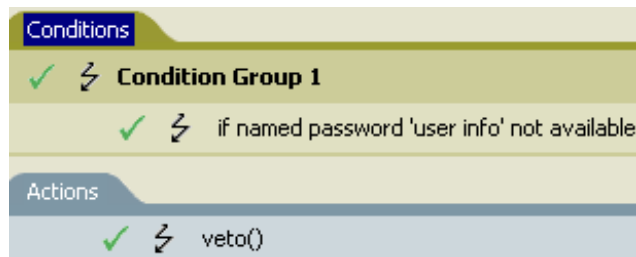 Conditions
Condition Group 1
if named password 'user info' not available
Actions
veto()